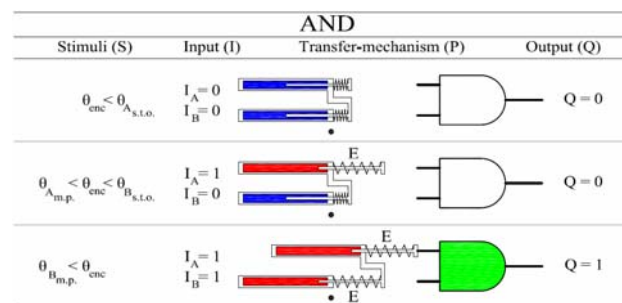 AND
Stimuli (S) Input (I) Transfer-mechanism (P) Output (Q)
θenc < θA s.t.o. IA = 0 IB = 0 Q = 0
E
θA m.p. < θenc < θB s.t.o. IA = 1 IB = 0 Q = 0
E
θB m.p. < θenc IA = 1 IB = 1 Q = 1
E